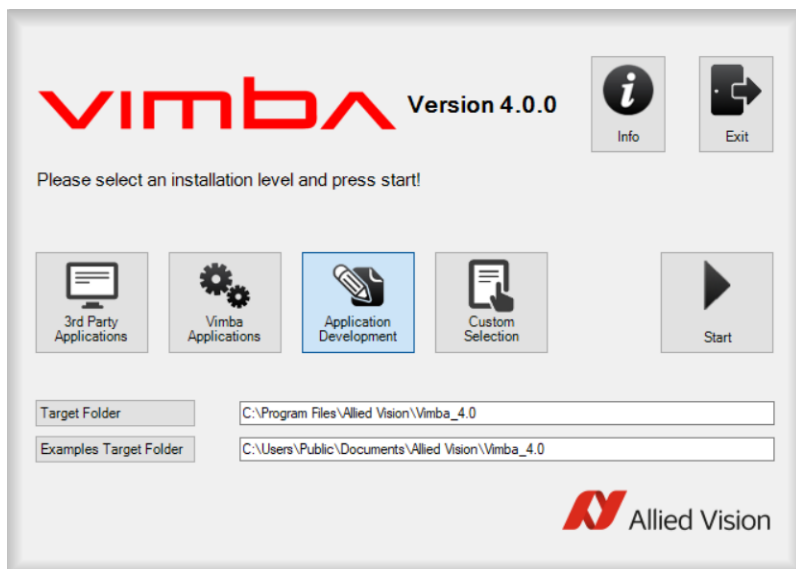 VIMBA Version 4.0.0
Info
Exit
Please select an installation level and press start!
3rd Party
Applications
Vimba
Applications
Application
Development
Custom
Selection
Start
Target Folder
C:\Program Files\Allied Vision\Vimba_4.0
Examples Target Folder
C:\Users\Public\Documents\Allied Vision\Vimba_4.0
Allied Vision